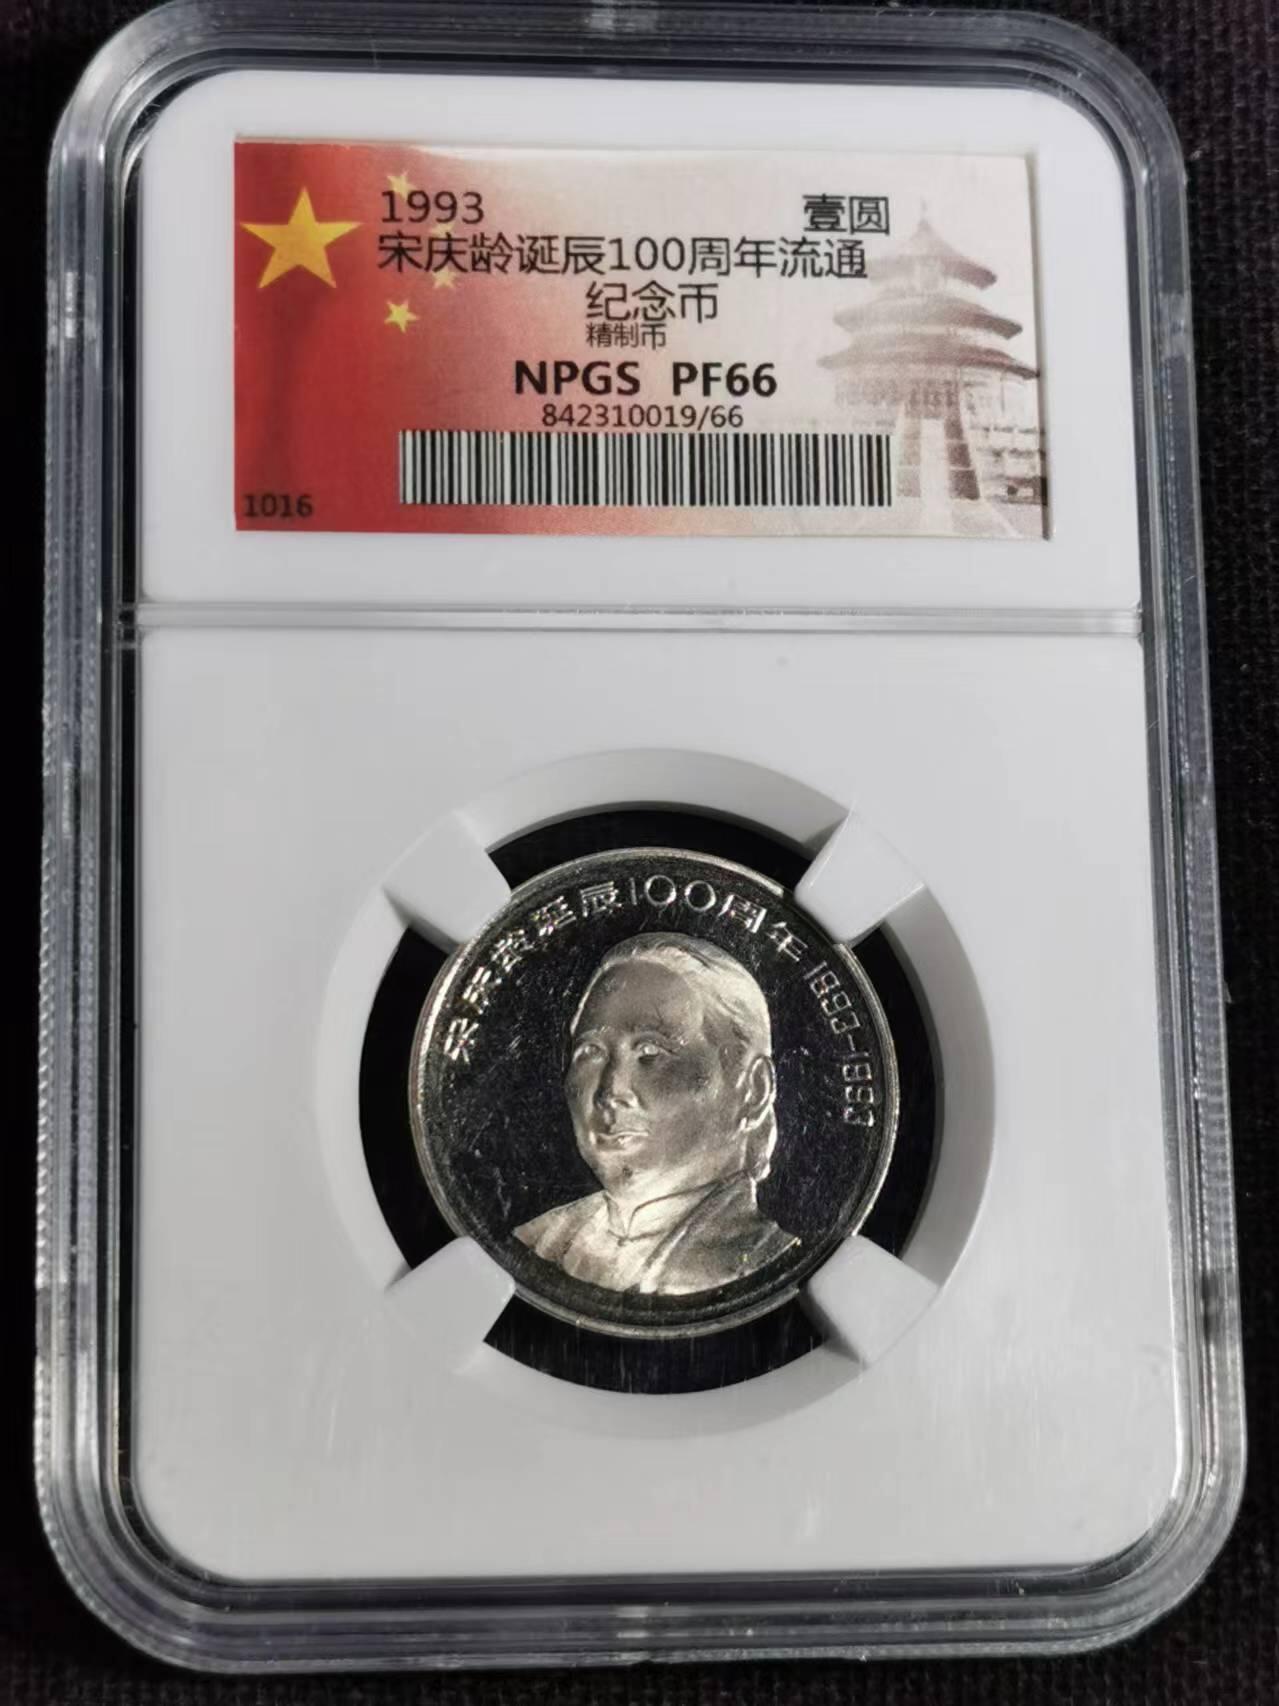 1993 壹圆
宋庆龄诞辰100周年流通
纪念币
精制币
NPGS PF66
842310019/66
1016
宋庆龄诞辰100周年 1893-1993